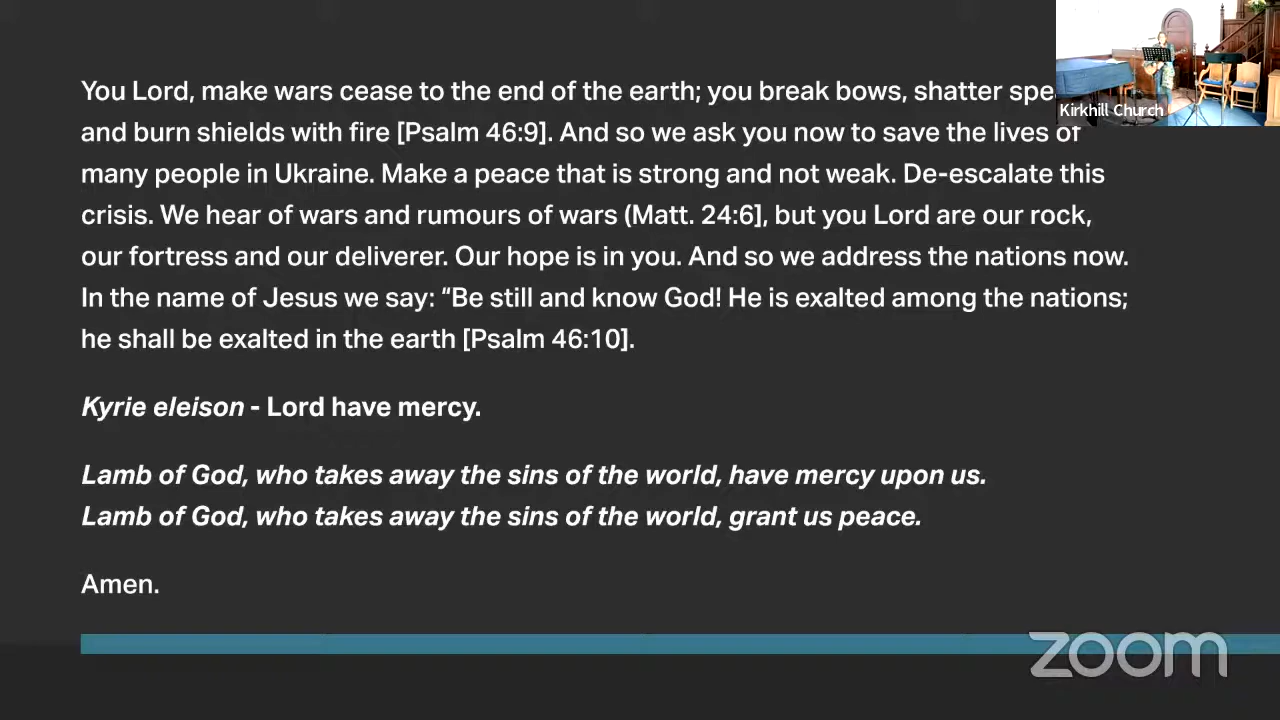 You Lord, make wars cease to the end of the earth; you break bows, shatter
and burn shields with fire [Psalm 46:9]. And so we ask you now to save the lives of
many people in Ukraine. Make a peace that is strong and not weak. De-escalate this
crisis. We hear of wars and rumours of wars (Matt. 24:6], but you Lord are our rock,
our fortress and our deliverer. Our hope is in you. And so we address the nations now.
In the name of Jesus we say: “Be still and know God! He is exalted among the nations;
he shall be exalted in the earth [Psalm 46:10].
Kyrie eleison - Lord have mercy.
Lamb of God, who takes away the sins of the world, have mercy upon us.
Lamb of God, who takes away the sins of the world, grant us peace.
Amen.
Kirkhill Church
zoom